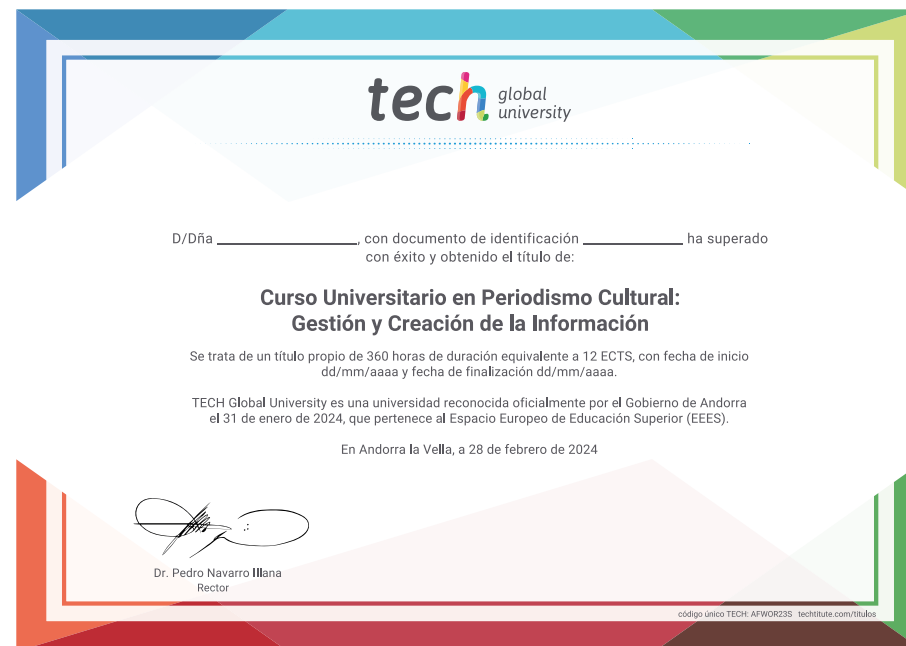 tech global university
D/Dña ____________________, con documento de identificación ______________ ha superado
con éxito y obtenido el título de:
Curso Universitario en Periodismo Cultural:
Gestión y Creación de la Información
Se trata de un título propio de 360 horas de duración equivalente a 12 ECTS, con fecha de inicio
dd/mm/aaaa y fecha de finalización dd/mm/aaaa.
TECH Global University es una universidad reconocida oficialmente por el Gobierno de Andorra
el 31 de enero de 2024, que pertenece al Espacio Europeo de Educación Superior (EEES).
En Andorra la Vella, a 28 de febrero de 2024
Dr. Pedro Navarro Illana
Rector
código único TECH: AFWOR23S techtitute.com/titulos